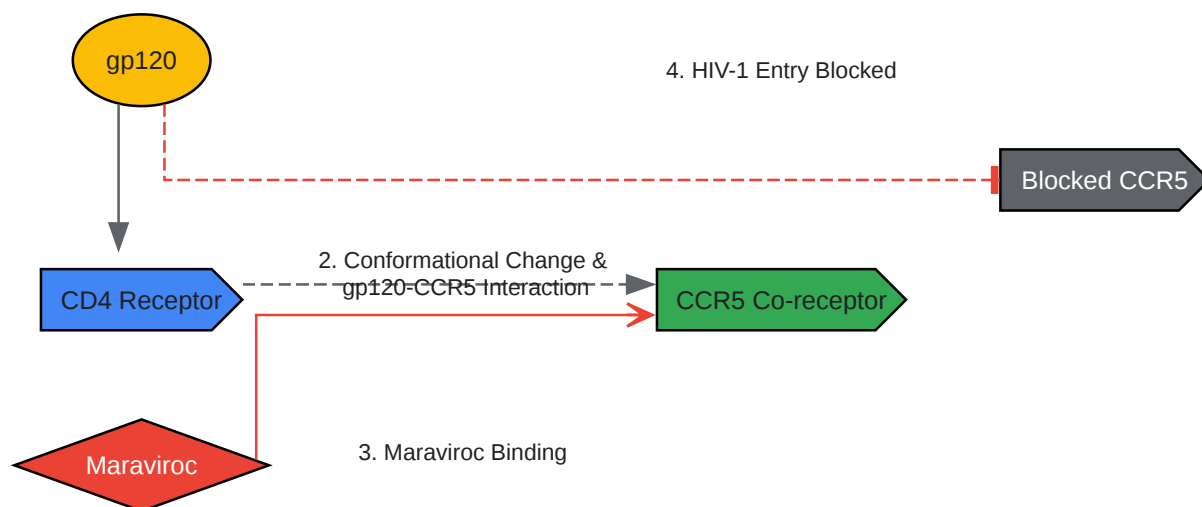 gp120
4. HIV-1 Entry Blocked
Blocked CCR5
2. Conformational Change &
gp120-CCR5 Interaction
CD4 Receptor
CCR5 Co-receptor
3. Maraviroc Binding
Maraviroc